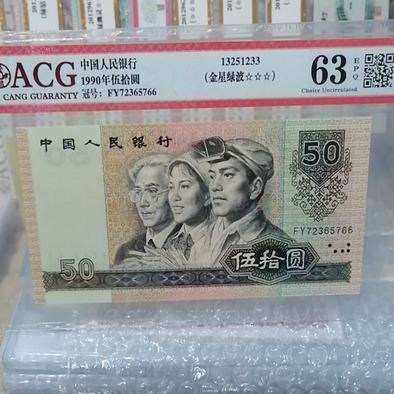 ACG
CANG GUARANTY
中国人民银行
1990年伍拾圆
冠号: FY72365766
13251233
(金星绿波☆☆☆)
63
EPQ
Choice Uncirculated
中国人民银行
50
FY72365766
50
伍拾圆